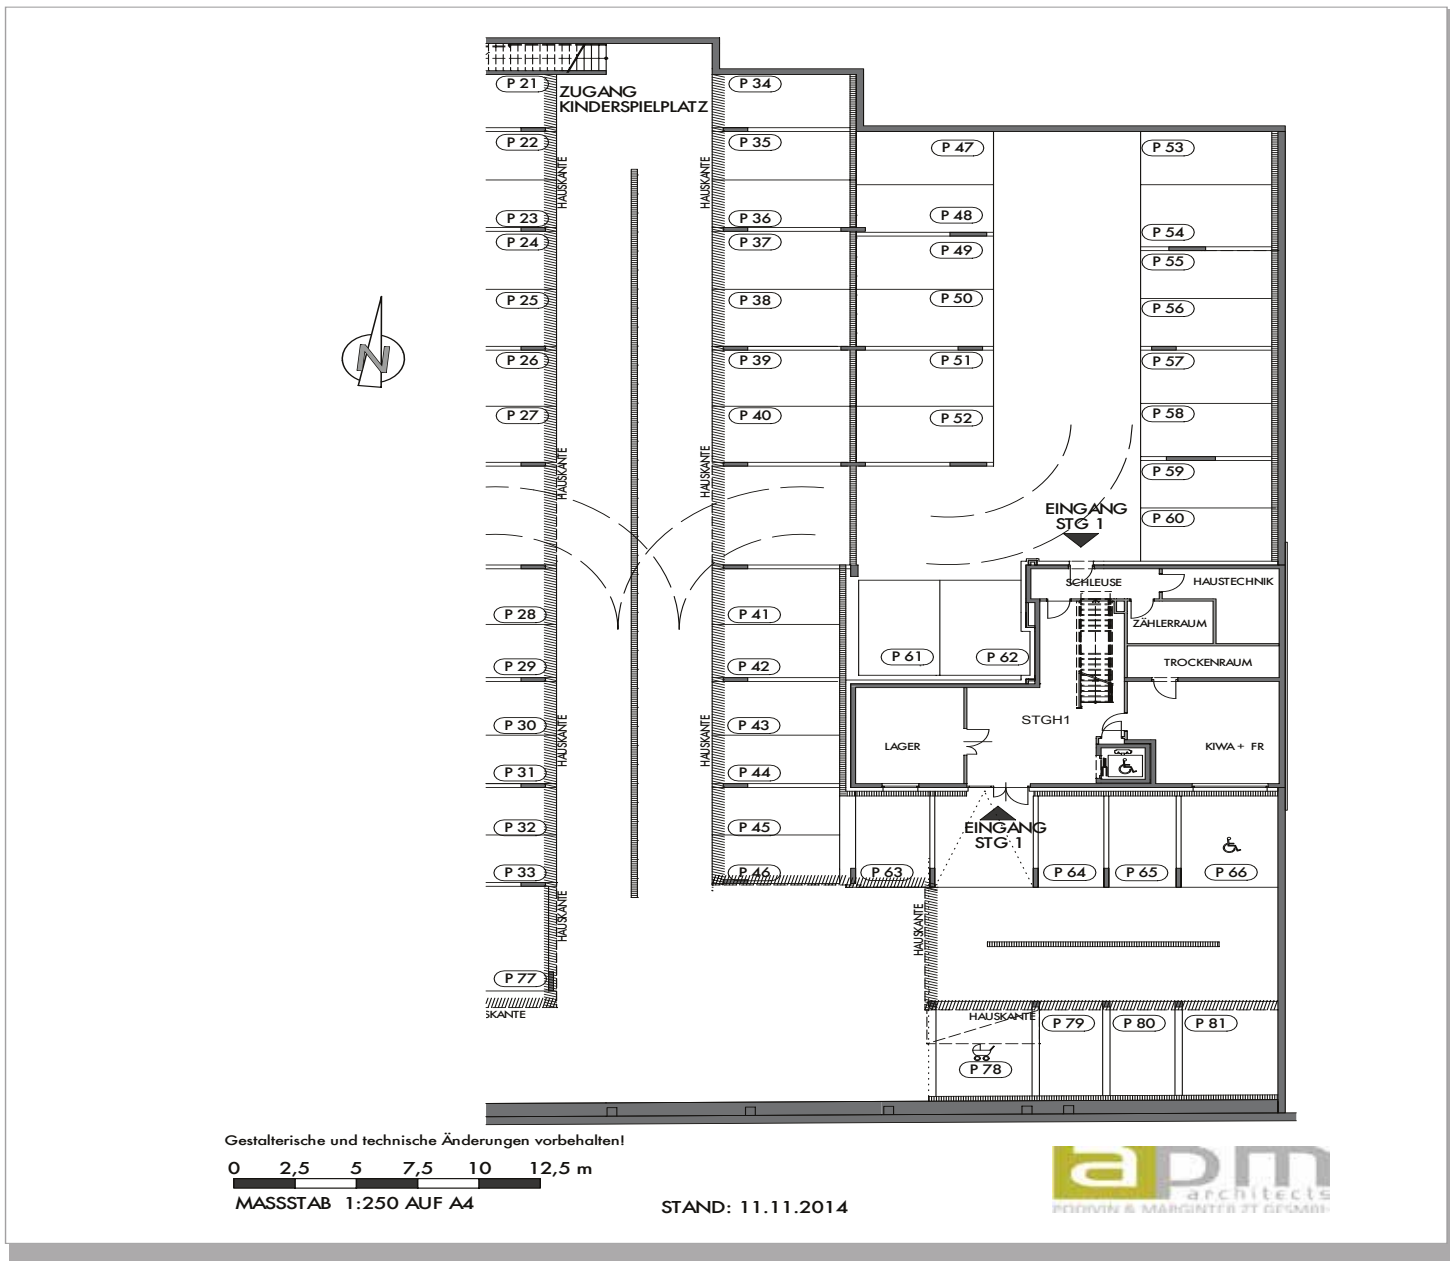 P 21
ZUGANG
KINDERSPIELPLATZ
P 34
P 22
P 35
P 47
P 53
HAUSKANTE
HAUSKANTE
P 23
P 36
P 48
P 54
P 24
P 37
P 49
P 55
P 25
P 38
P 50
P 56
N
P 26
P 39
P 51
P 57
P 27
P 40
P 52
P 58
HAUSKANTE
HAUSKANTE
P 59
EINGANG
STG 1
P 60
SCHLEUSE
HAUSTECHNIK
P 28
P 41
ZÄHLERRAUM
P 29
P 42
P 61
P 62
TROCKENRAUM
P 30
P 43
STGH1
HAUSKANTE
HAUSKANTE
LAGER
KIWA + FR
P 31
P 44
P 32
P 45
EINGANG
STG 1
P 33
P 46
P 63
P 64
P 65
P 66
HAUSKANTE
HAUSKANTE
P 77
SKANTE
HAUSKANTE
P 79
P 80
P 81
P 78
Gestalterische und technische Änderungen vorbehalten!
0 2,5 5 7,5 10 12,5 m
MASSSTAB 1:250 AUF A4
STAND: 11.11.2014
apm
architects
PODIVIN & MARGINTER ZT GESMBH